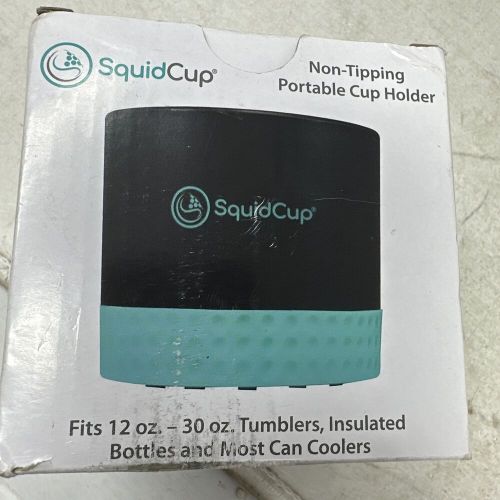 SquidCup®
Non-Tipping
Portable Cup Holder
SquidCup®
Fits 12 oz. – 30 oz. Tumblers, Insulated
Bottles and Most Can Coolers